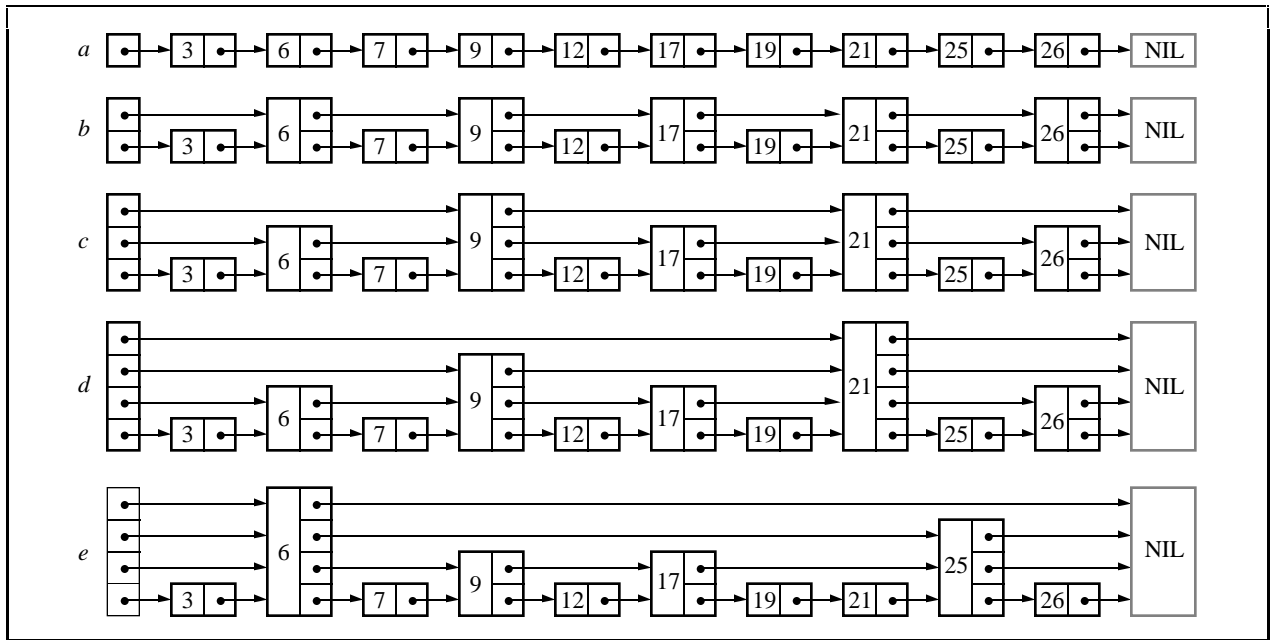 a 3 6 7 9 12 17 19 21 25 26 NIL
b 3 6 7 9 12 17 19 21 25 26 NIL
c 3 6 7 9 12 17 19 21 25 26 NIL
d 3 6 7 9 12 17 19 21 25 26 NIL
e 3 6 7 9 12 17 19 21 25 26 NIL